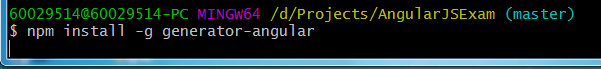 60029514@60029514-PC MINGW64 /d/Projects/AngularJSExam (master)
$ npm install -g generator-angular